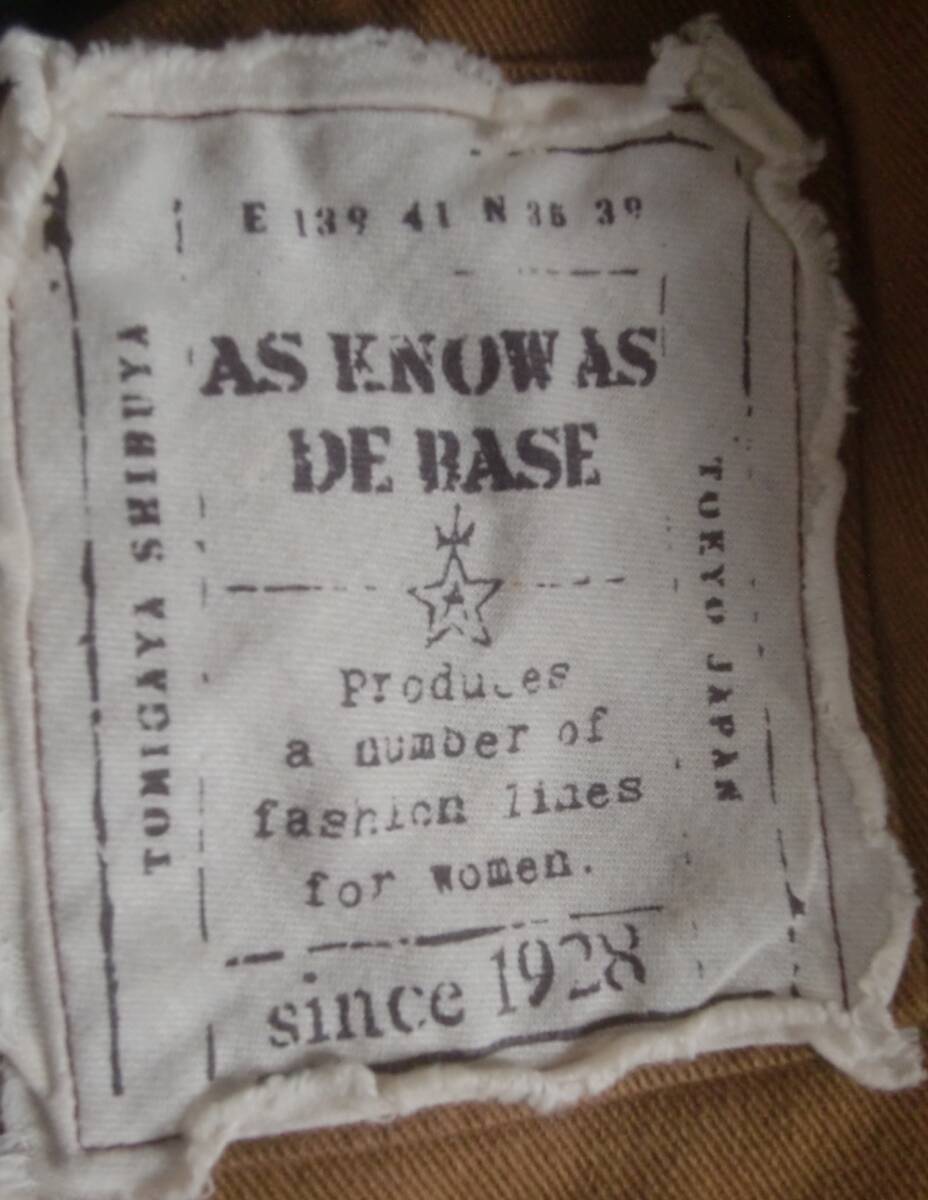 E 139 41 N 35 39
AS KNOW AS
DE BASE
A
Produces
a number of
fashion lines
for women.
since 1928
TOMIGAYA SHIBUYA
TOKYO JAPAN